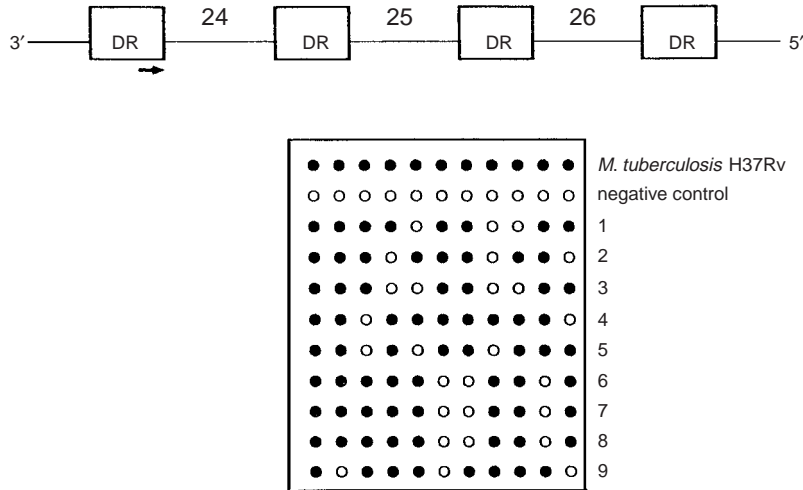 24 25 26
3′ DR DR DR DR 5′
M. tuberculosis H37Rv
negative control
1
2
3
4
5
6
7
8
9